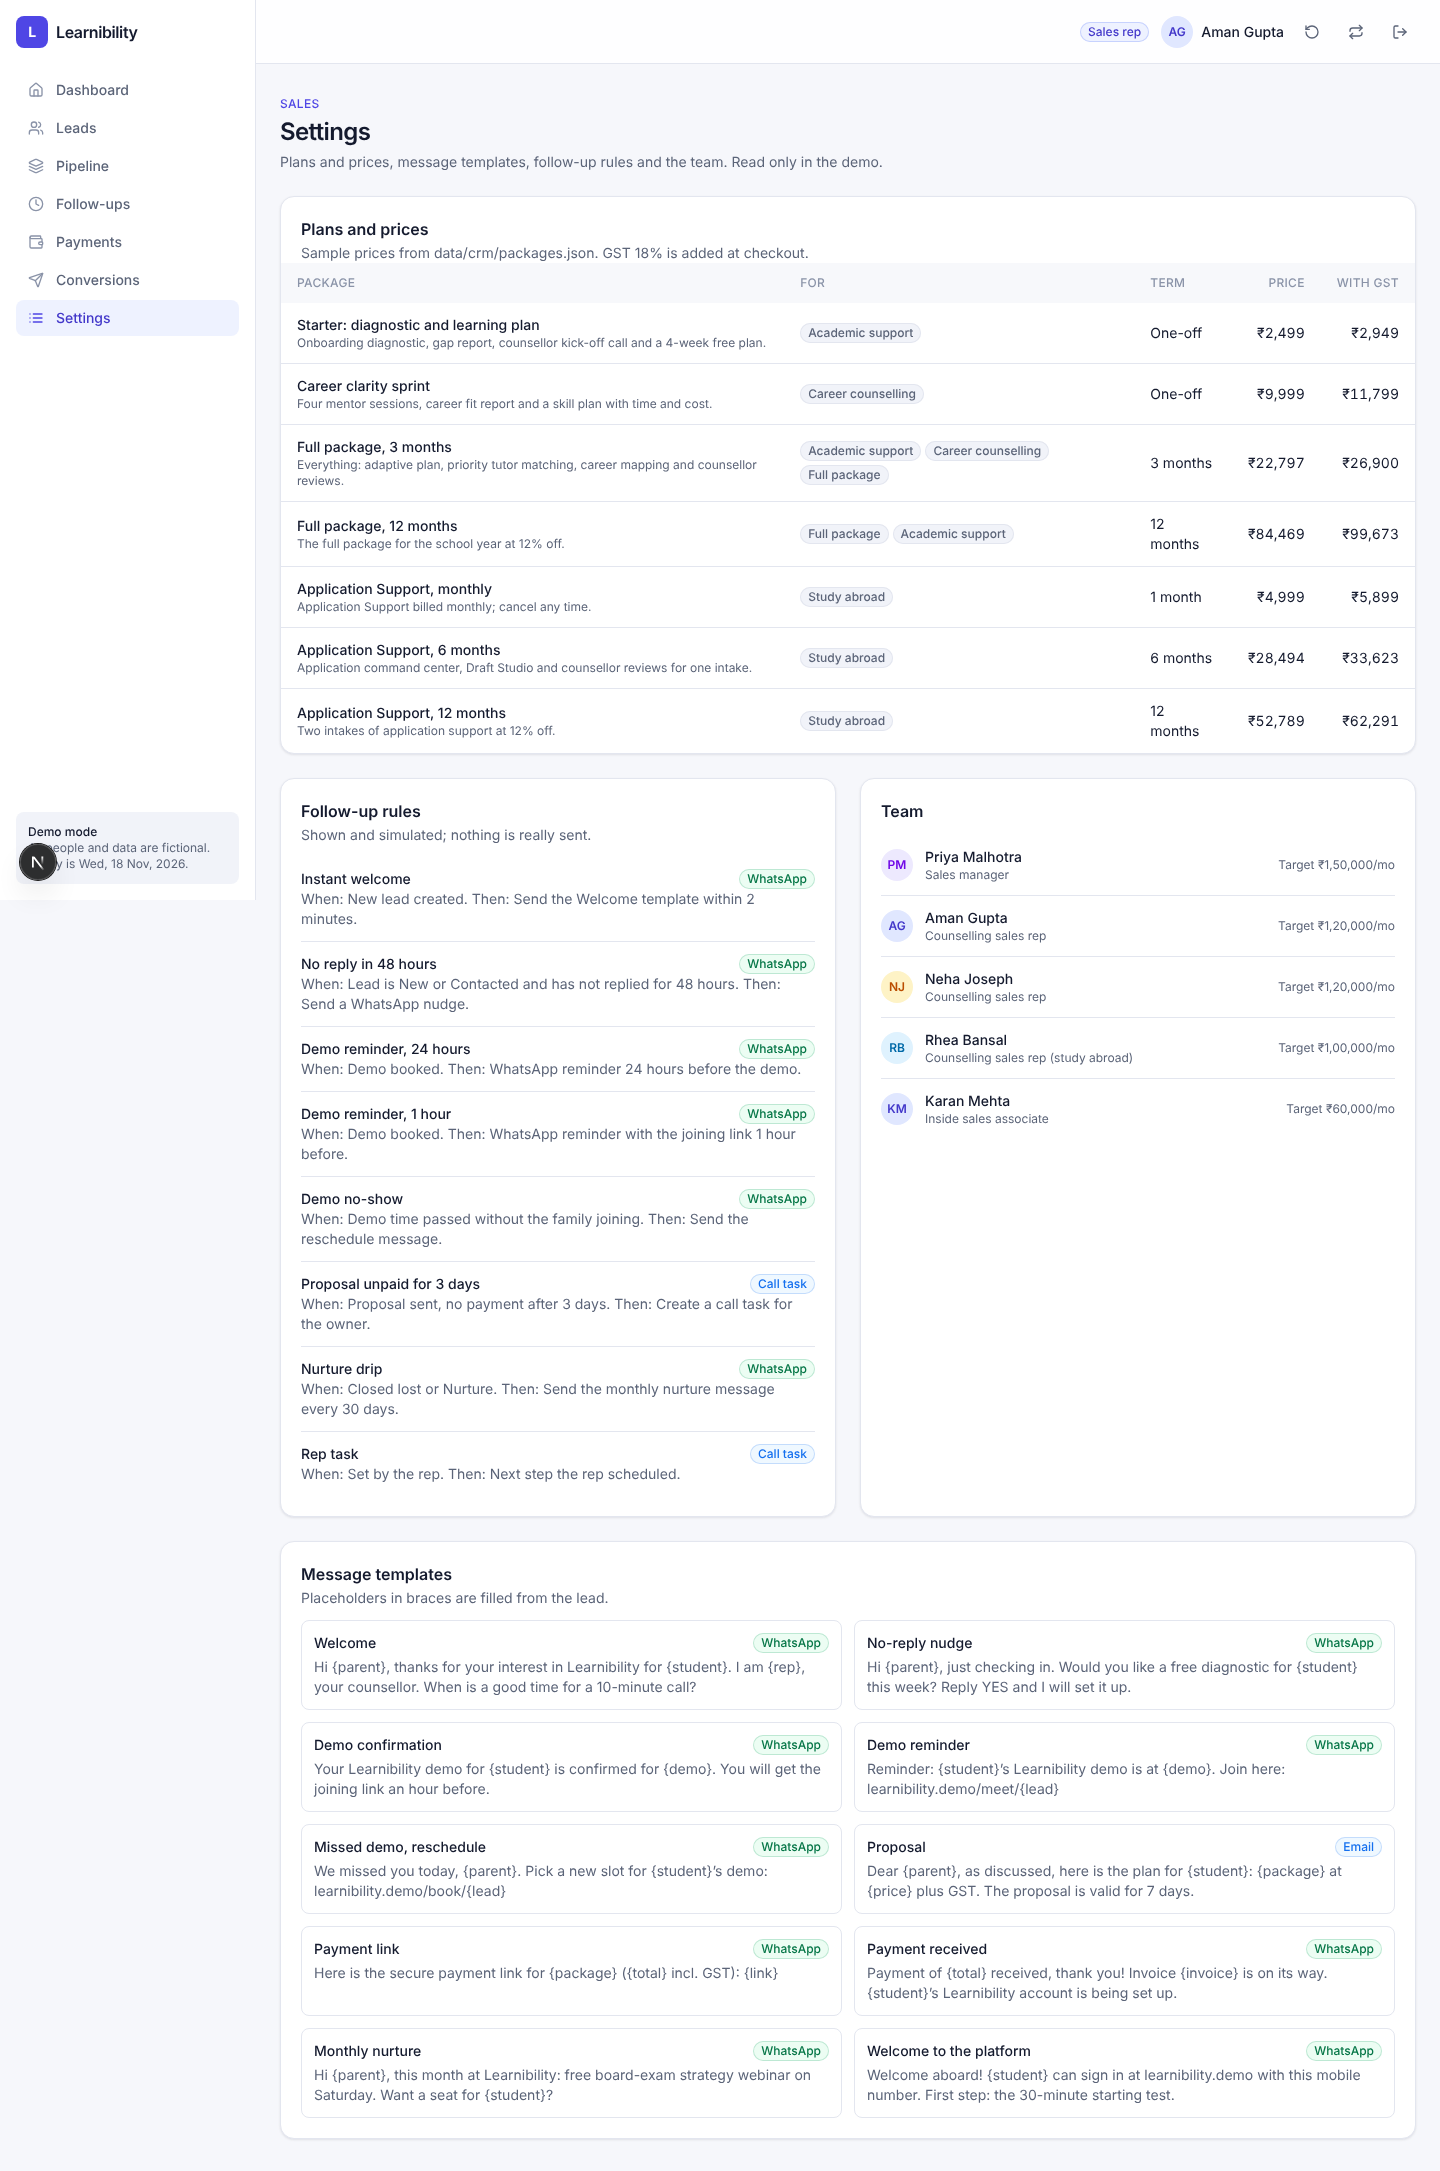 L Learnibility
Sales rep AG Aman Gupta
Dashboard
Leads
Pipeline
Follow-ups
Payments
Conversions
Settings
Demo mode
people and data are fictional.
is Wed, 18 Nov, 2026.
N
SALES
Settings
Plans and prices, message templates, follow-up rules and the team. Read only in the demo.
Plans and prices
Sample prices from data/crm/packages.json. GST 18% is added at checkout.
PACKAGE FOR TERM PRICE WITH GST
Starter: diagnostic and learning plan
Onboarding diagnostic, gap report, counsellor kick-off call and a 4-week free plan.
Academic support One-off ₹2,499 ₹2,949
Career clarity sprint
Four mentor sessions, career fit report and a skill plan with time and cost.
Career counselling One-off ₹9,999 ₹11,799
Full package, 3 months
Everything: adaptive plan, priority tutor matching, career mapping and counsellor
reviews.
Academic support Career counselling
Full package
3 months ₹22,797 ₹26,900
Full package, 12 months
The full package for the school year at 12% off.
Full package Academic support
12
months
₹84,469 ₹99,673
Application Support, monthly
Application Support billed monthly; cancel any time.
Study abroad 1 month ₹4,999 ₹5,899
Application Support, 6 months
Application command center, Draft Studio and counsellor reviews for one intake.
Study abroad 6 months ₹28,494 ₹33,623
Application Support, 12 months
Two intakes of application support at 12% off.
Study abroad
12
months
₹52,789 ₹62,291
Follow-up rules
Shown and simulated; nothing is really sent.
Instant welcome WhatsApp
When: New lead created. Then: Send the Welcome template within 2
minutes.
No reply in 48 hours WhatsApp
When: Lead is New or Contacted and has not replied for 48 hours. Then:
Send a WhatsApp nudge.
Demo reminder, 24 hours WhatsApp
When: Demo booked. Then: WhatsApp reminder 24 hours before the demo.
Demo reminder, 1 hour WhatsApp
When: Demo booked. Then: WhatsApp reminder with the joining link 1 hour
before.
Demo no-show WhatsApp
When: Demo time passed without the family joining. Then: Send the
reschedule message.
Proposal unpaid for 3 days Call task
When: Proposal sent, no payment after 3 days. Then: Create a call task for
the owner.
Nurture drip WhatsApp
When: Closed lost or Nurture. Then: Send the monthly nurture message
every 30 days.
Rep task Call task
When: Set by the rep. Then: Next step the rep scheduled.
Team
PM Priya Malhotra
Sales manager
Target ₹1,50,000/mo
AG Aman Gupta
Counselling sales rep
Target ₹1,20,000/mo
NJ Neha Joseph
Counselling sales rep
Target ₹1,20,000/mo
RB Rhea Bansal
Counselling sales rep (study abroad)
Target ₹1,00,000/mo
KM Karan Mehta
Inside sales associate
Target ₹60,000/mo
Message templates
Placeholders in braces are filled from the lead.
Welcome WhatsApp
Hi {parent}, thanks for your interest in Learnibility for {student}. I am {rep},
your counsellor. When is a good time for a 10-minute call?
No-reply nudge WhatsApp
Hi {parent}, just checking in. Would you like a free diagnostic for {student}
this week? Reply YES and I will set it up.
Demo confirmation WhatsApp
Your Learnibility demo for {student} is confirmed for {demo}. You will get the
joining link an hour before.
Demo reminder WhatsApp
Reminder: {student}’s Learnibility demo is at {demo}. Join here:
learnibility.demo/meet/{lead}
Missed demo, reschedule WhatsApp
We missed you today, {parent}. Pick a new slot for {student}’s demo:
learnibility.demo/book/{lead}
Proposal Email
Dear {parent}, as discussed, here is the plan for {student}: {package} at
{price} plus GST. The proposal is valid for 7 days.
Payment link WhatsApp
Here is the secure payment link for {package} ({total} incl. GST): {link}
Payment received WhatsApp
Payment of {total} received, thank you! Invoice {invoice} is on its way.
{student}’s Learnibility account is being set up.
Monthly nurture WhatsApp
Hi {parent}, this month at Learnibility: free board-exam strategy webinar on
Saturday. Want a seat for {student}?
Welcome to the platform WhatsApp
Welcome aboard! {student} can sign in at learnibility.demo with this mobile
number. First step: the 30-minute starting test.